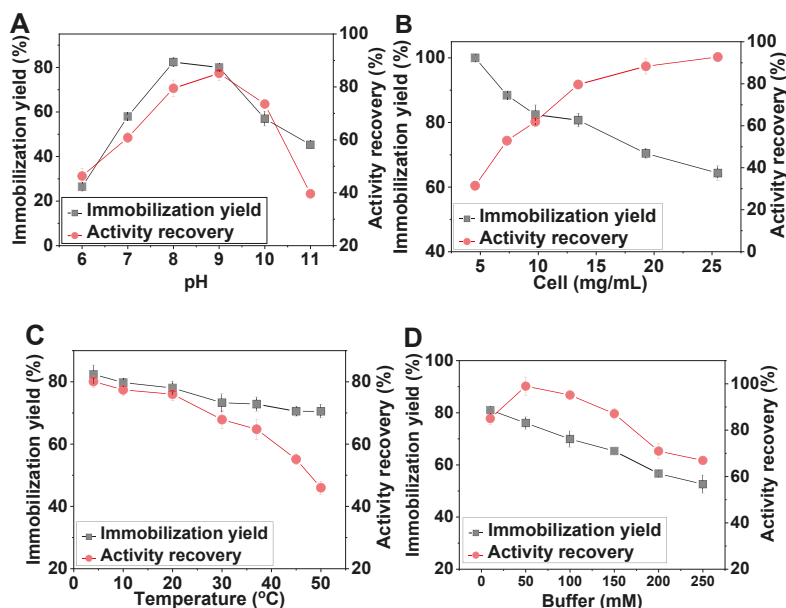 A
Immobilization yield (%)
0
20
40
60
80
Activity recovery (%)
20
40
60
80
100
Immobilization yield
Activity recovery
6 7 8 9 10 11
pH
B
Immobilization yield (%)
40
60
80
100
Activity recovery (%)
0
10
20
30
40
50
60
70
80
90
100
Immobilization yield
Activity recovery
5 10 15 20 25
Cell (mg/mL)
C
Immobilization yield (%)
20
40
60
80
Activity recovery (%)
20
40
60
80
Immobilization yield
Activity recovery
0 10 20 30 40 50
Temperature (°C)
D
Immobilization yield (%)
20
40
60
80
100
Activity recovery (%)
20
40
60
80
100
Immobilization yield
Activity recovery
0 50 100 150 200 250
Buffer (mM)